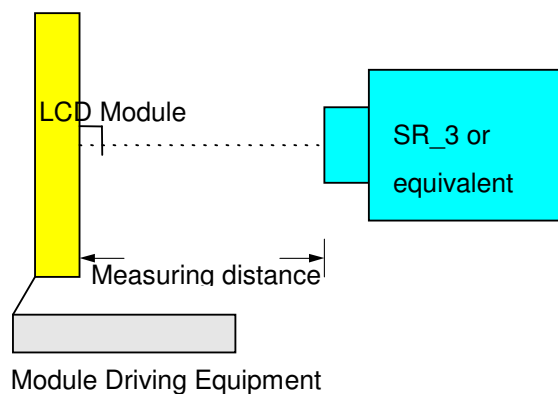 LCD Module
SR_3 or
equivalent
Measuring distance
Module Driving Equipment